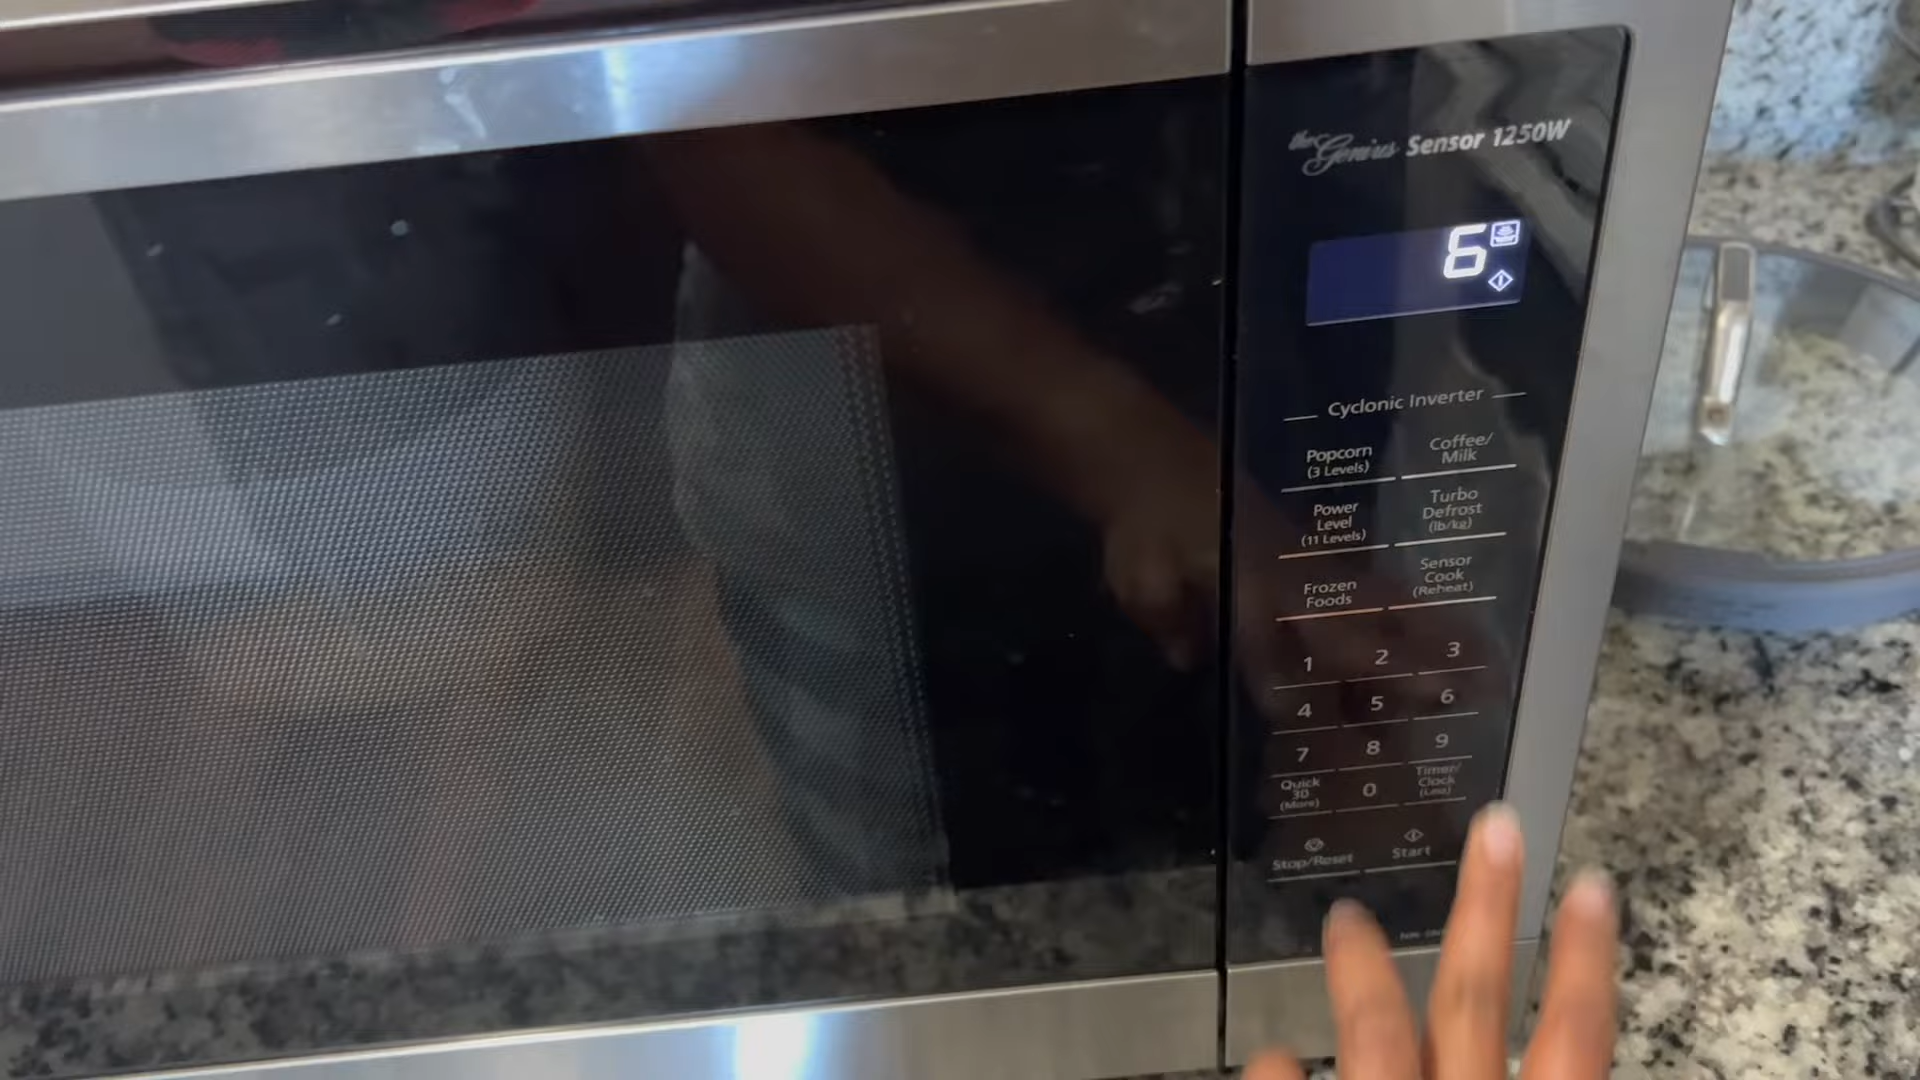 the Genius Sensor 1250W
6
Cyclonic Inverter
Popcorn
(3 Levels)
Coffee/
Milk
Power
Level
(11 Levels)
Turbo
Defrost
(lb/kg)
Frozen
Foods
Sensor
Cook
(Reheat)
1 2 3
4 5 6
7 8 9
Quick
30
(More)
0
Timer/
Clock
(Less)
Stop/Reset
Start